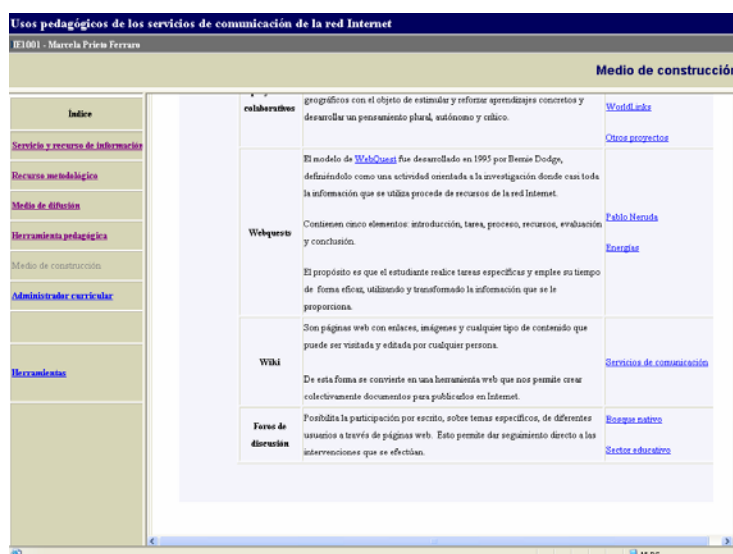 Usos pedagógicos de los servicios de comunicación de la red Internet
IE1001 - Marcela Prieto Ferraro
Medio de construcción
Índice
Servicio y recurso de información
Recurso metodológico
Medio de difusión
Herramienta pedagógica
Medio de construcción
Administrador curricular
Herramientas
colaborativos
geográficos con el objeto de estimular y reforzar aprendizajes concretos y
desarrollar un pensamiento plural, autónomo y crítico.
WorldLinks
Otros proyectos
Webquests
El modelo de WebQuest fue desarrollado en 1995 por Bernie Dodge,
definiéndolo como una actividad orientada a la investigación donde casi toda
la información que se utiliza procede de recursos de la red Internet.
Contienen cinco elementos: introducción, tarea, proceso, recursos, evaluación
y conclusión.
El propósito es que el estudiante realice tareas específicas y emplee su tiempo
de forma eficaz, utilizando y transformado la información que se le
proporciona.
Pablo Neruda
Energías
Wiki
Son páginas web con enlaces, imágenes y cualquier tipo de contenido que
puede ser visitada y editada por cualquier persona.
De esta forma se convierte en una herramienta web que nos permite crear
colectivamente documentos para publicarlos en Internet.
Servicios de comunicación
Foros de
discusión
Posibilita la participación por escrito, sobre temas específicos, de diferentes
usuarios a través de páginas web. Esto permite dar seguimiento directo a las
intervenciones que se efectúan.
Bosque nativo
Sector educativo